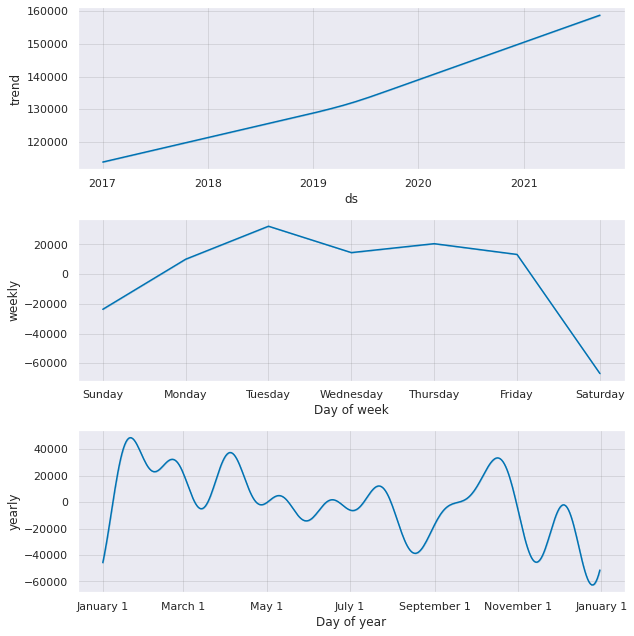 160000
150000
140000
130000
120000
trend
2017 2018 2019 2020 2021
ds
20000
0
−20000
−40000
−60000
weekly
Sunday Monday Tuesday Wednesday Thursday Friday Saturday
Day of week
40000
20000
0
−20000
−40000
−60000
yearly
January 1 March 1 May 1 July 1 September 1 November 1 January 1
Day of year